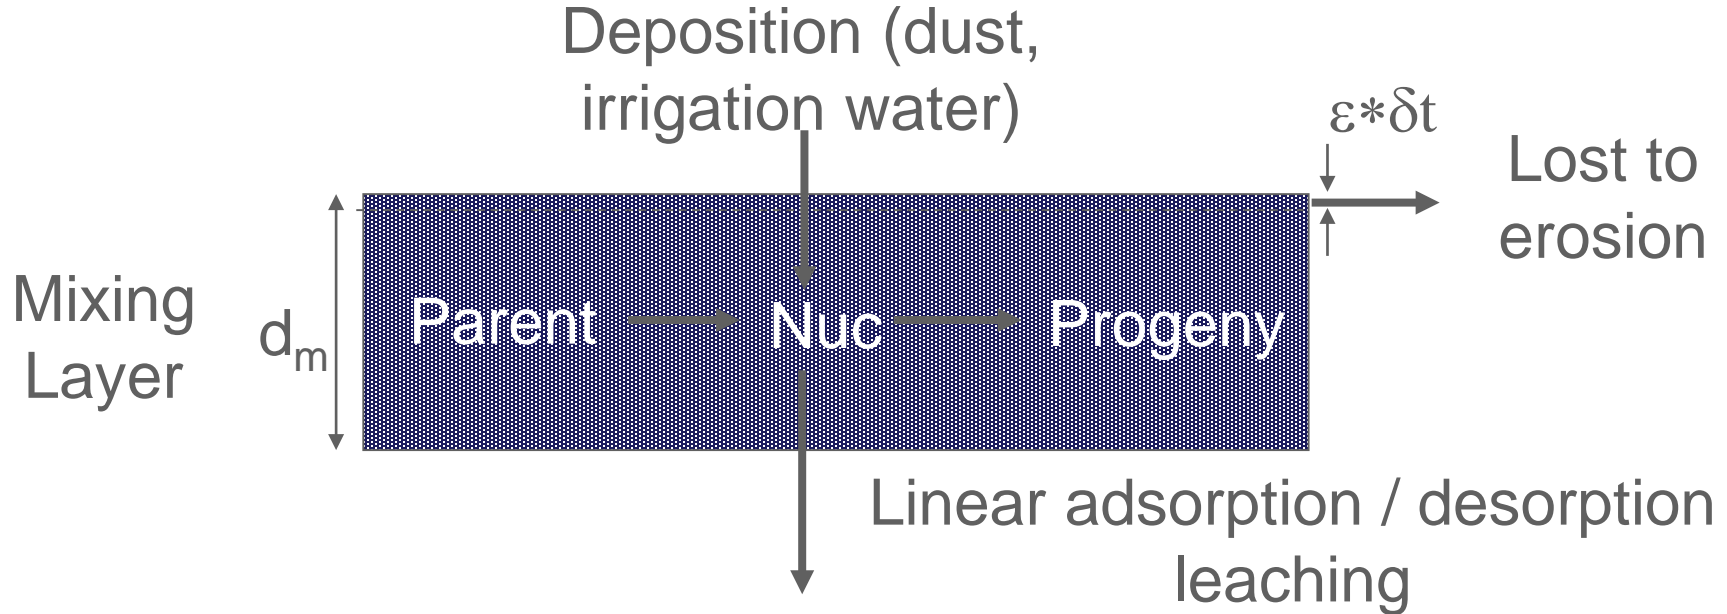 Deposition (dust,
irrigation water)
ε*δt
Lost to
erosion
Mixing
Layer
dₘ
Parent
Nuc
Progeny
Linear adsorption / desorption
leaching